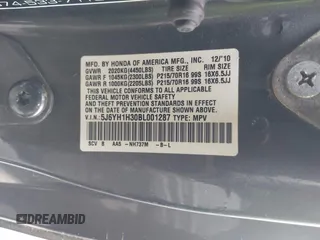 MFD. BY HONDA OF AMERICA MFG., INC. 12/'10
GVWR 2020KG(4450LBS) TIRE SIZE RIM SIZE
GAWR F 1045KG(2300LBS) P215/70R16 99S 16X6.5JJ
GAWR R 1000KG(2205LBS) P215/70R16 99S 16X6.5JJ
THIS VEHICLE CONFORMS TO ALL APPLICABLE
FEDERAL MOTOR VEHICLE SAFETY AND
THEFT PREVENTION STANDARDS IN EFFECT ON
THE DATE OF MANUFACTURE SHOWN ABOVE.
V.I.N.: 5J6YH1H30BL001287 TYPE: MPV
SCV B AA5 -NH737M -B-L
DREAMBID